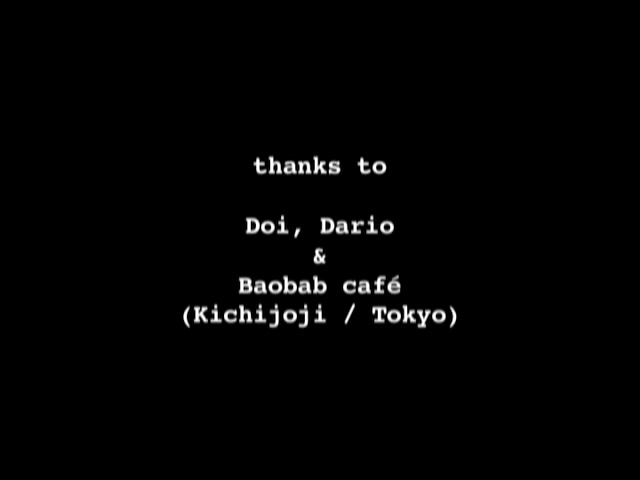 thanks to
Doi, Dario
&
Baobab café
(Kichijoji / Tokyo)